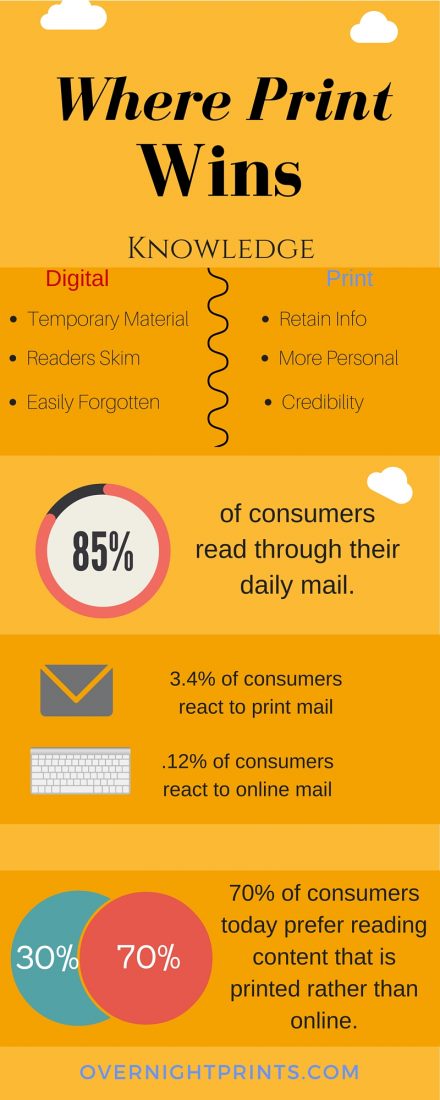 Where Print
Wins
KNOWLEDGE
Digital
• Temporary Material
• Readers Skim
• Easily Forgotten
Print
• Retain Info
• More Personal
• Credibility
85%
of consumers
read through their
daily mail.
3.4% of consumers
react to print mail
.12% of consumers
react to online mail
30%
70%
70% of consumers
today prefer reading
content that is
printed rather than
online.
OVERNIGHTPRINTS.COM